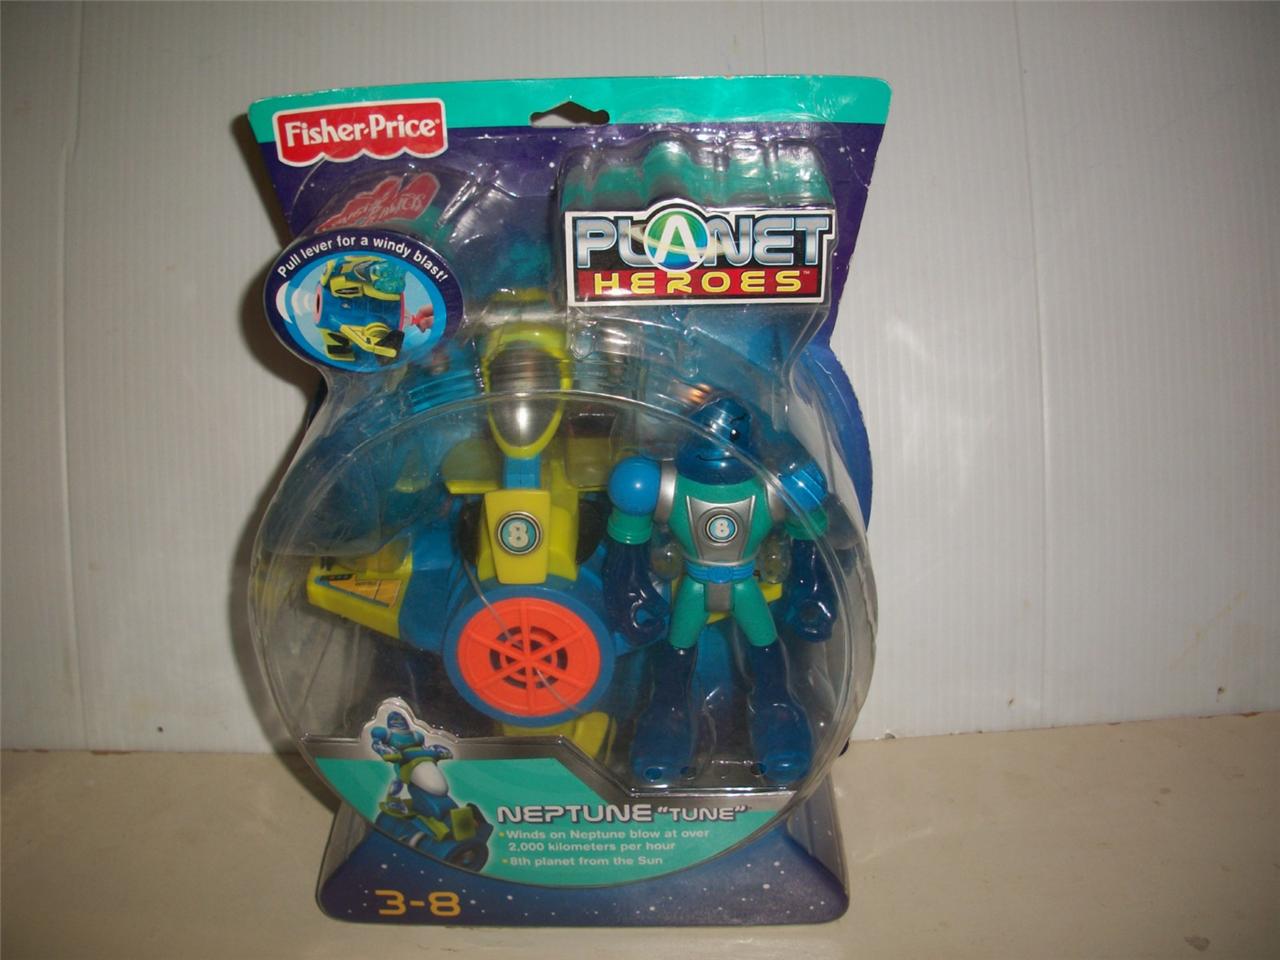 Fisher-Price
Pull lever for a windy blast!
PLANET
HEROES™
8
8
NEPTUNE "TUNE"
• Winds on Neptune blow at over
2,000 kilometers per hour
• 8th planet from the Sun
3-8